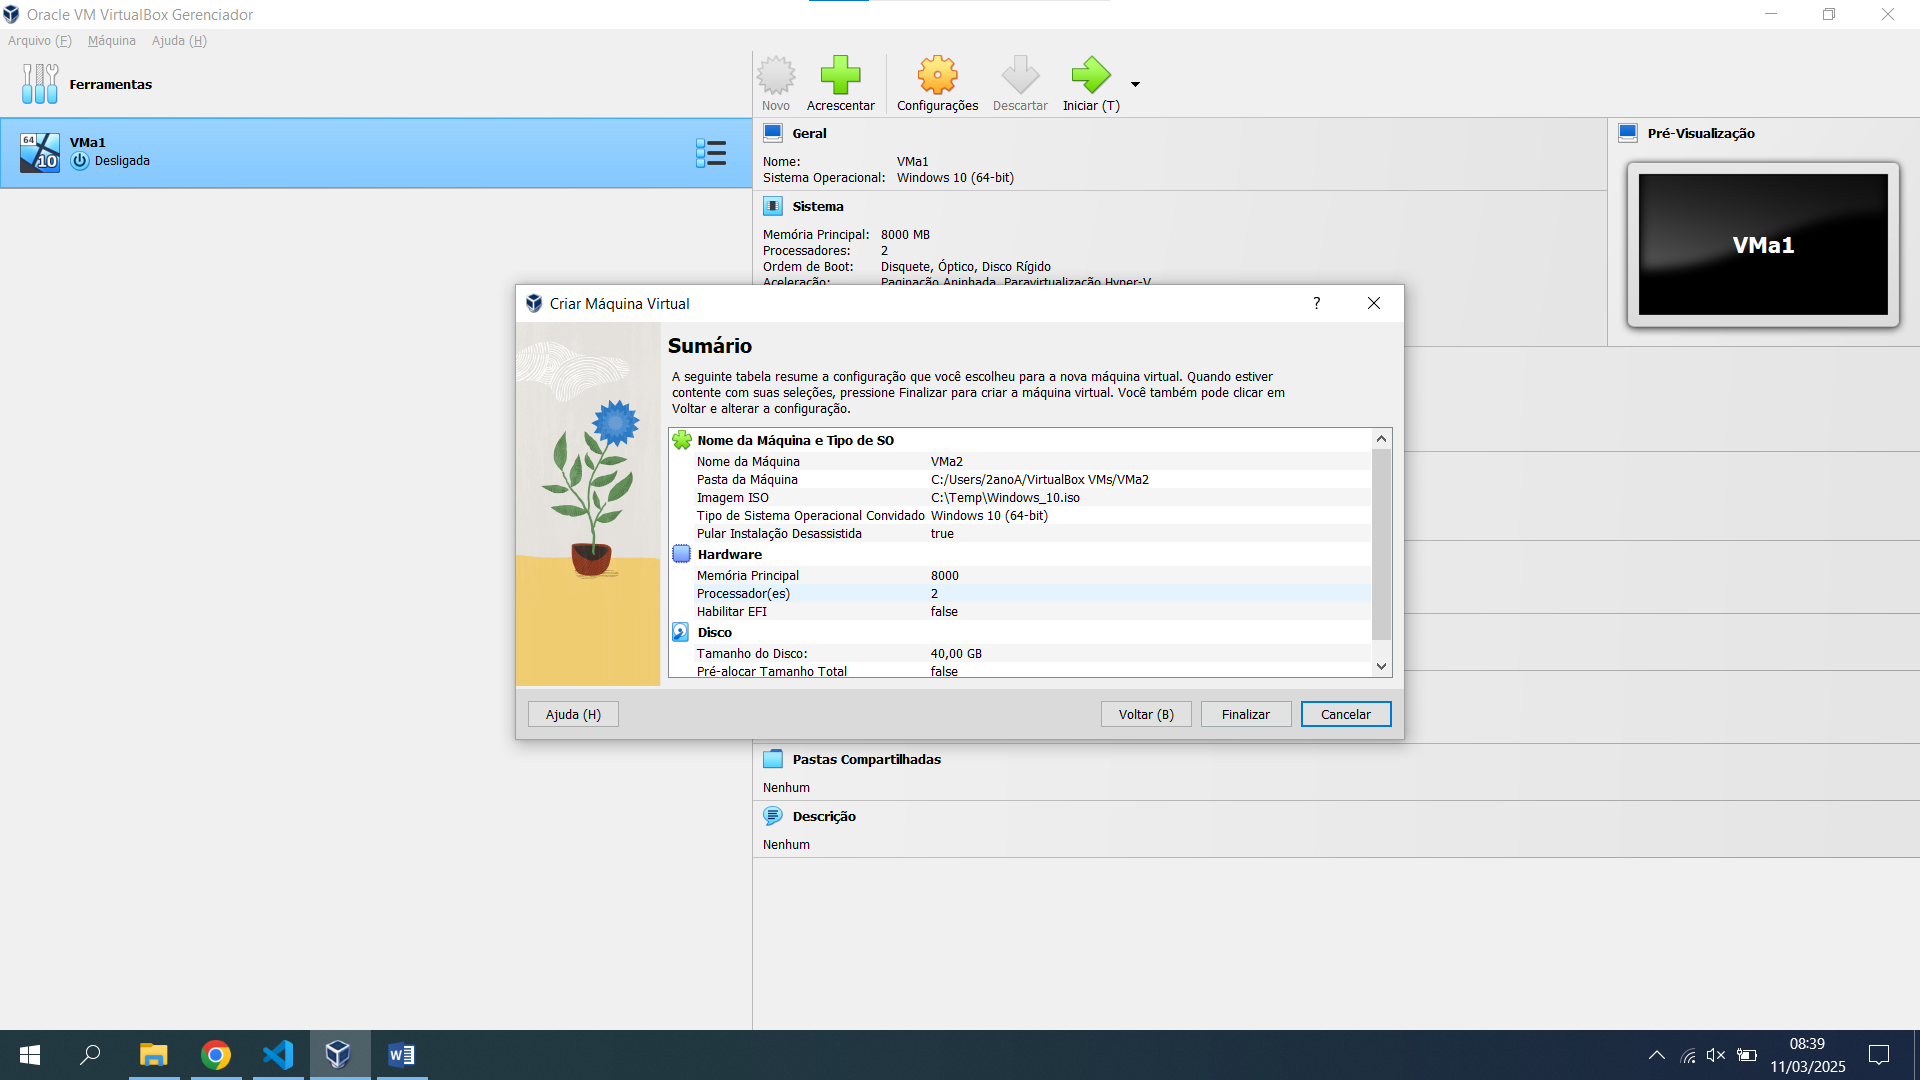 Oracle VM VirtualBox Gerenciador
Arquivo (F) Máquina Ajuda (H)
Ferramentas
Novo Acrescentar Configurações Descartar Iniciar (T)
64
10
VMa1
Desligada
Geral
Nome: VMa1
Sistema Operacional: Windows 10 (64-bit)
Pré-Visualização
VMa1
Sistema
Memória Principal: 8000 MB
Processadores: 2
Ordem de Boot: Disquete, Óptico, Disco Rígido
Aceleração: Paginação Aninhada, Paravirtualização Hyper-V
Criar Máquina Virtual ?
Sumário
A seguinte tabela resume a configuração que você escolheu para a nova máquina virtual. Quando estiver
contente com suas seleções, pressione Finalizar para criar a máquina virtual. Você também pode clicar em
Voltar e alterar a configuração.
Nome da Máquina e Tipo de SO
Nome da Máquina VMa2
Pasta da Máquina C:/Users/2anoA/VirtualBox VMs/VMa2
Imagem ISO C:\Temp\Windows_10.iso
Tipo de Sistema Operacional Convidado Windows 10 (64-bit)
Pular Instalação Desassistida true
Hardware
Memória Principal 8000
Processador(es) 2
Habilitar EFI false
Disco
Tamanho do Disco: 40,00 GB
Pré-alocar Tamanho Total false
Ajuda (H) Voltar (B) Finalizar Cancelar
Pastas Compartilhadas
Nenhum
Descrição
Nenhum
08:39
11/03/2025